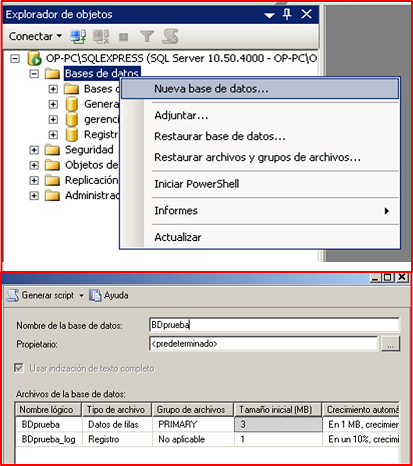 Explorador de objetos
Conectar
OP-PC\SQLEXPRESS (SQL Server 10.50.4000 - OP-PC\O
Bases de datos
Bases d
Genera
gerenci
Registr
Seguridad
Objetos de
Replicación
Administrac
Nueva base de datos...
Adjuntar...
Restaurar base de datos...
Restaurar archivos y grupos de archivos...
Iniciar PowerShell
Informes
Actualizar
Generar script Ayuda
Nombre de la base de datos: BDprueba
Propietario: <predeterminado> ...
Usar indización de texto completo
Archivos de la base de datos:
Nombre lógico Tipo de archivo Grupo de archivos Tamaño inicial (MB) Crecimiento automá
BDprueba Datos de filas PRIMARY 3 En 1 MB, crecimien
BDprueba_log Registro No aplicable 1 En un 10%, crecim